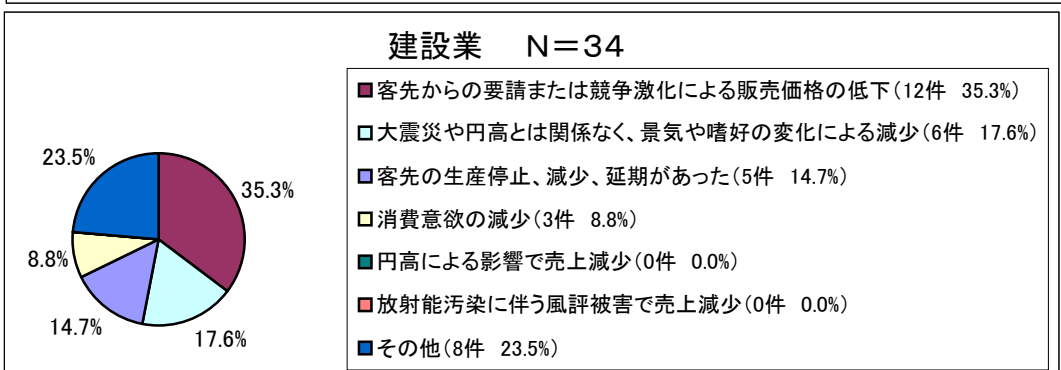 建設業　N＝34
客先からの要請または競争激化による販売価格の低下(12件 35.3%)
大震災や円高とは関係なく、景気や嗜好の変化による減少(6件 17.6%)
客先の生産停止、減少、延期があった(5件 14.7%)
消費意欲の減少(3件 8.8%)
円高による影響で売上減少(0件 0.0%)
放射能汚染に伴う風評被害で売上減少(0件 0.0%)
その他(8件 23.5%)
23.5%
35.3%
8.8%
14.7%
17.6%